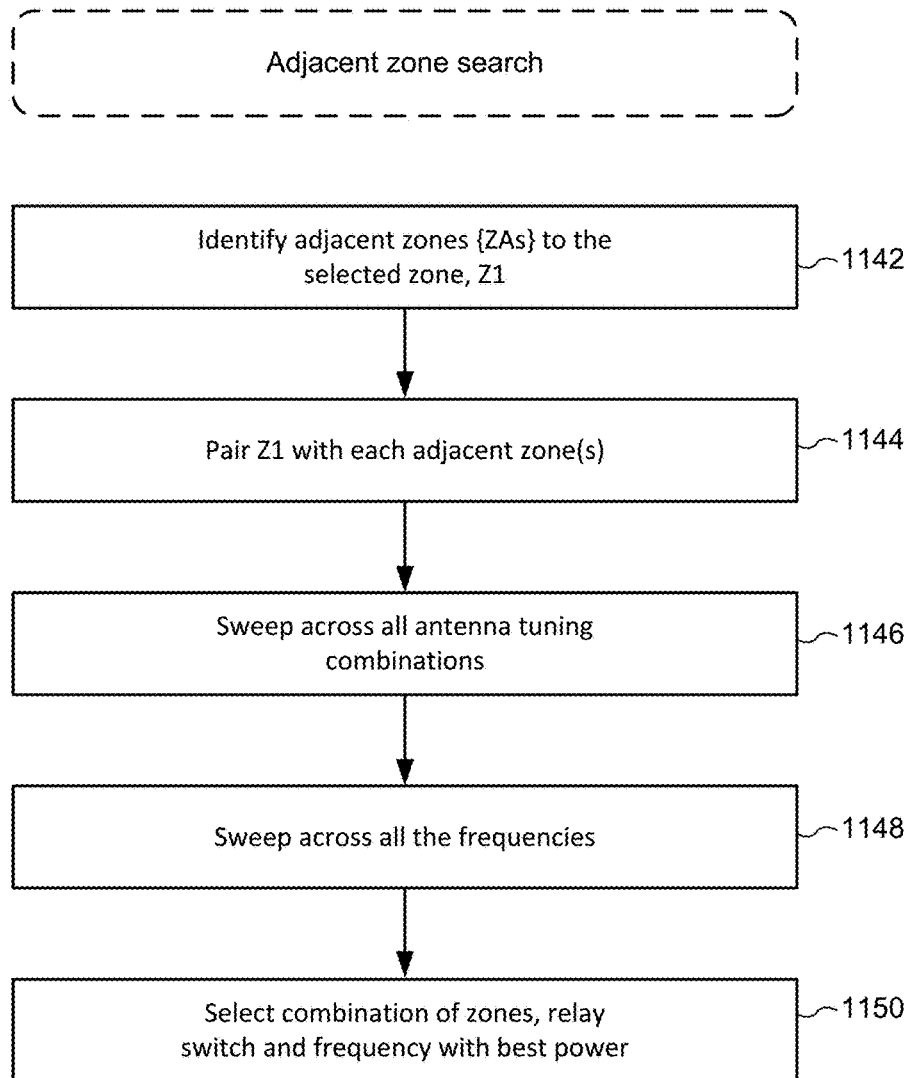 Adjacent zone search
Identify adjacent zones {ZAs} to the
selected zone, Z1
1142
Pair Z1 with each adjacent zone(s)
1144
Sweep across all antenna tuning
combinations
1146
Sweep across all the frequencies
1148
Select combination of zones, relay
switch and frequency with best power
1150